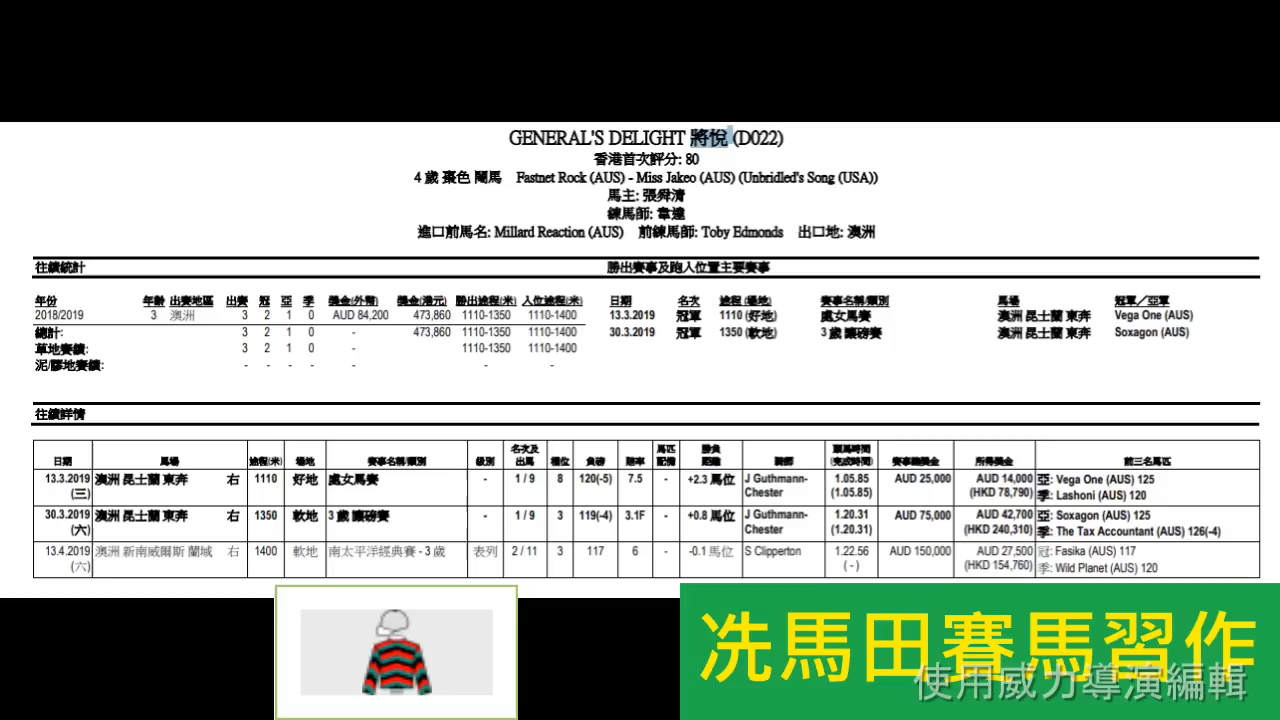 GENERAL'S DELIGHT 將悅 (D022)
香港首次評分: 80
4 歲 棗色 閹馬 Fastnet Rock (AUS) - Miss Jakeo (AUS) (Unbridled's Song (USA))
馬主: 張舜清
練馬師: 韋達
進口前馬名: Millard Reaction (AUS) 前練馬師: Toby Edmonds 出口地: 澳洲
往績統計 勝出賽事及跑入位置主要賽事
年份 年齡 出賽地區 出賽 冠 亞 季 獎金(外幣) 獎金(港元) 勝出途程(米) 入位途程(米) 日期 名次 途程 (場地) 賽事名稱/類別 馬場 冠軍／亞軍
2018/2019 3 澳洲 3 2 1 0 AUD 84,200 473,860 1110-1350 1110-1400 13.3.2019 冠軍 1110 (好地) 處女馬賽 澳洲 昆士蘭 東奔 Vega One (AUS)
總計: 3 2 1 0 - 473,860 1110-1350 1110-1400 30.3.2019 冠軍 1350 (軟地) 3 歲 讓磅賽 澳洲 昆士蘭 東奔 Soxagon (AUS)
草地賽績: 3 2 1 0 - 1110-1350 1110-1400
泥/膠地賽績: - - - - - - -
往績詳情
日期 馬場 途程(米) 場地 賽事名稱/類別 級別 名次及出馬 檔位 負磅 賠率 馬匹配備 勝負距離 騎師 頭馬時間(完成時間) 賽事總獎金 所得獎金 前三名馬匹
13.3.2019 澳洲 昆士蘭 東奔 右 1110 好地 處女馬賽 - 1 / 9 8 120(-5) 7.5 - +2.3 馬位 J Guthmann- 1.05.85 AUD 25,000 AUD 14,000 亞: Vega One (AUS) 125
(三) Chester (1.05.85) (HKD 78,790) 季: Lashoni (AUS) 120
30.3.2019 澳洲 昆士蘭 東奔 右 1350 軟地 3 歲 讓磅賽 - 1 / 9 3 119(-4) 3.1F - +0.8 馬位 J Guthmann- 1.20.31 AUD 75,000 AUD 42,700 亞: Soxagon (AUS) 125
(六) Chester (1.20.31) (HKD 240,310) 季: The Tax Accountant (AUS) 126(-4)
13.4.2019 澳洲 新南威爾斯 蘭域 右 1400 軟地 南太平洋經典賽 - 3 歲 表列 2 / 11 3 117 6 - -0.1 馬位 S Clipperton 1.22.56 AUD 150,000 AUD 27,500 冠: Fasika (AUS) 117
(六) ( - ) (HKD 154,760) 季: Wild Planet (AUS) 120
冼馬田賽馬習作
使用威力導演編輯